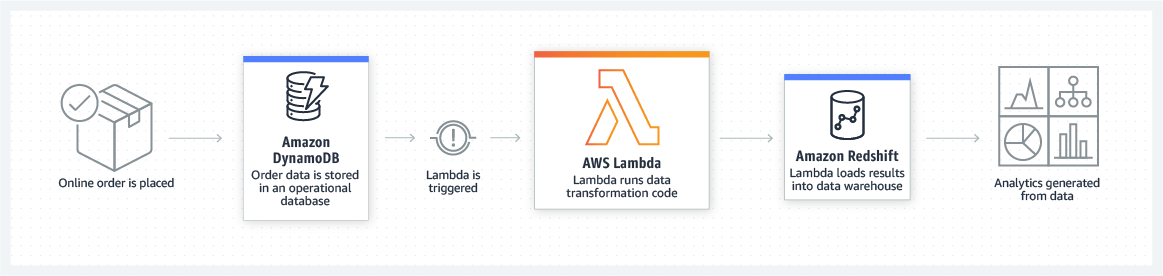 Online order is placed
Amazon
DynamoDB
Order data is stored
in an operational
database
Lambda is
triggered
AWS Lambda
Lambda runs data
transformation code
Amazon Redshift
Lambda loads results
into data warehouse
Analytics generated
from data